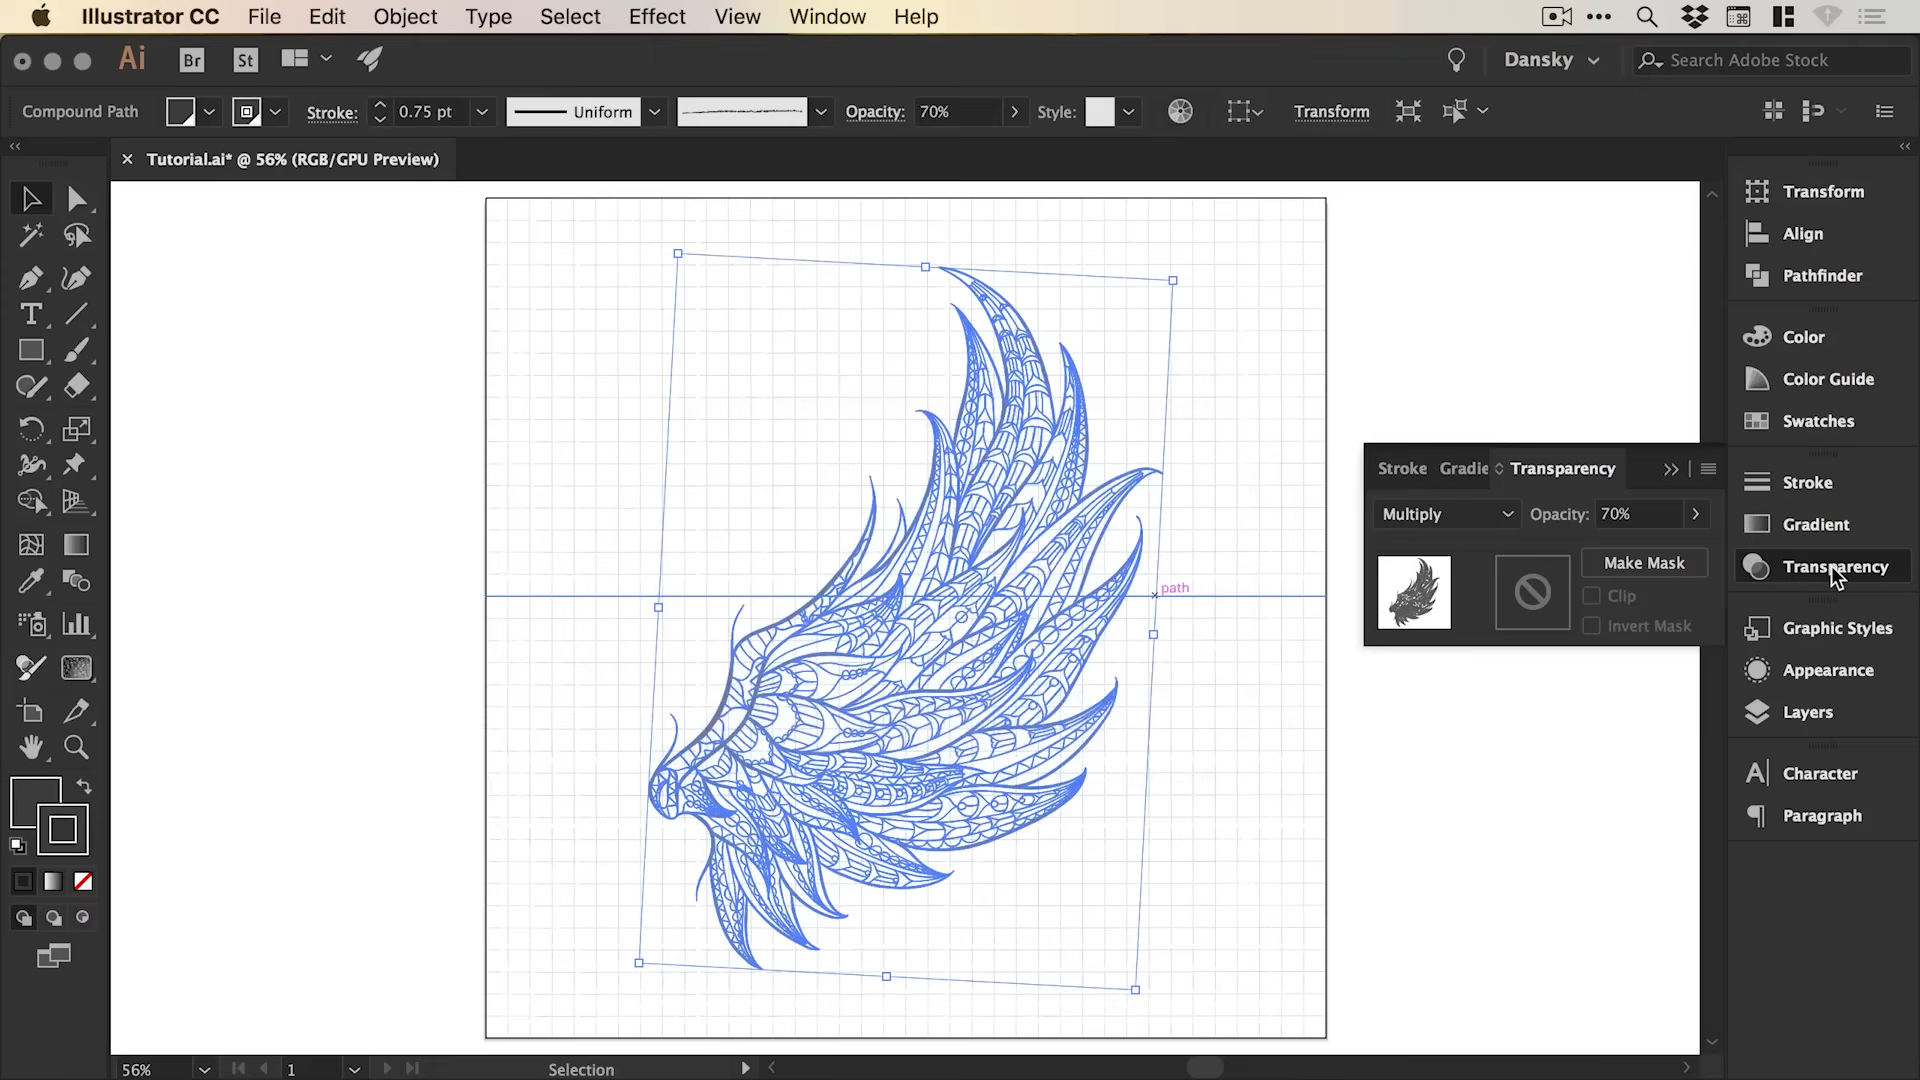 Illustrator CC File Edit Object Type Select Effect View Window Help
Ai Br St Dansky Search Adobe Stock
Compound Path Stroke: 0.75 pt Uniform Opacity: 70% Style: Transform
× Tutorial.ai* @ 56% (RGB/GPU Preview)
Transform
Align
Pathfinder
Color
Color Guide
Swatches
Stroke Gradie Transparency
Stroke
Multiply Opacity: 70%
Gradient
Make Mask
Transparency
path
Clip
Invert Mask
Graphic Styles
Appearance
Layers
Character
Paragraph
56% 1 Selection